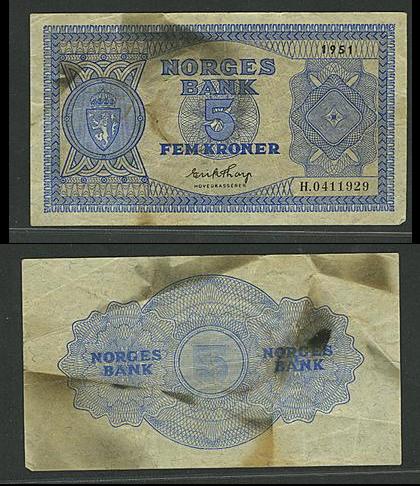 1951
NORGES
BANK
5
FEM KRONER
HOVEDKASSERER
H.0411929
NORGES
BANK
5
NORGES
BANK